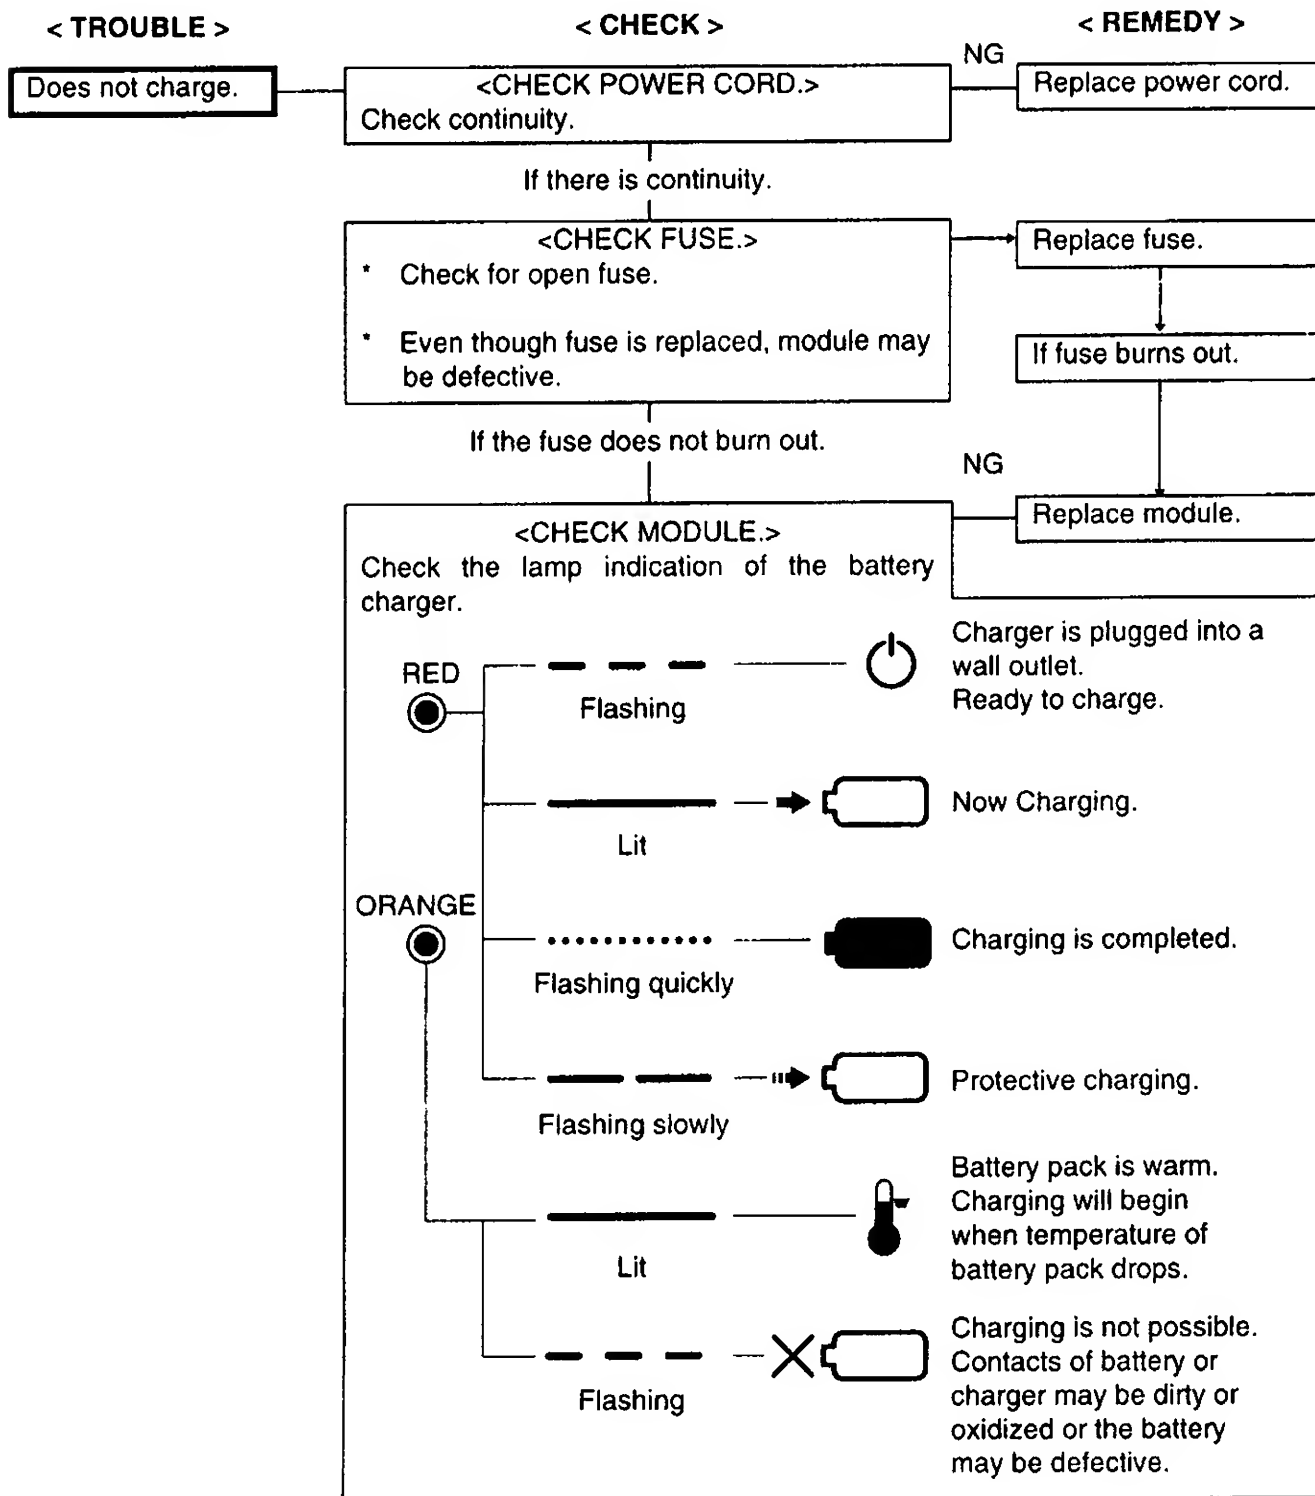 < TROUBLE >
< CHECK >
< REMEDY >
Does not charge.
<CHECK POWER CORD.>
Check continuity.
NG
Replace power cord.
If there is continuity.
<CHECK FUSE.>
* Check for open fuse.
* Even though fuse is replaced, module may
be defective.
Replace fuse.
If fuse burns out.
If the fuse does not burn out.
NG
Replace module.
<CHECK MODULE.>
Check the lamp indication of the battery
charger.
RED
Flashing
Charger is plugged into a
wall outlet.
Ready to charge.
Lit
Now Charging.
ORANGE
Flashing quickly
Charging is completed.
Flashing slowly
Protective charging.
Lit
Battery pack is warm.
Charging will begin
when temperature of
battery pack drops.
Flashing
Charging is not possible.
Contacts of battery or
charger may be dirty or
oxidized or the battery
may be defective.